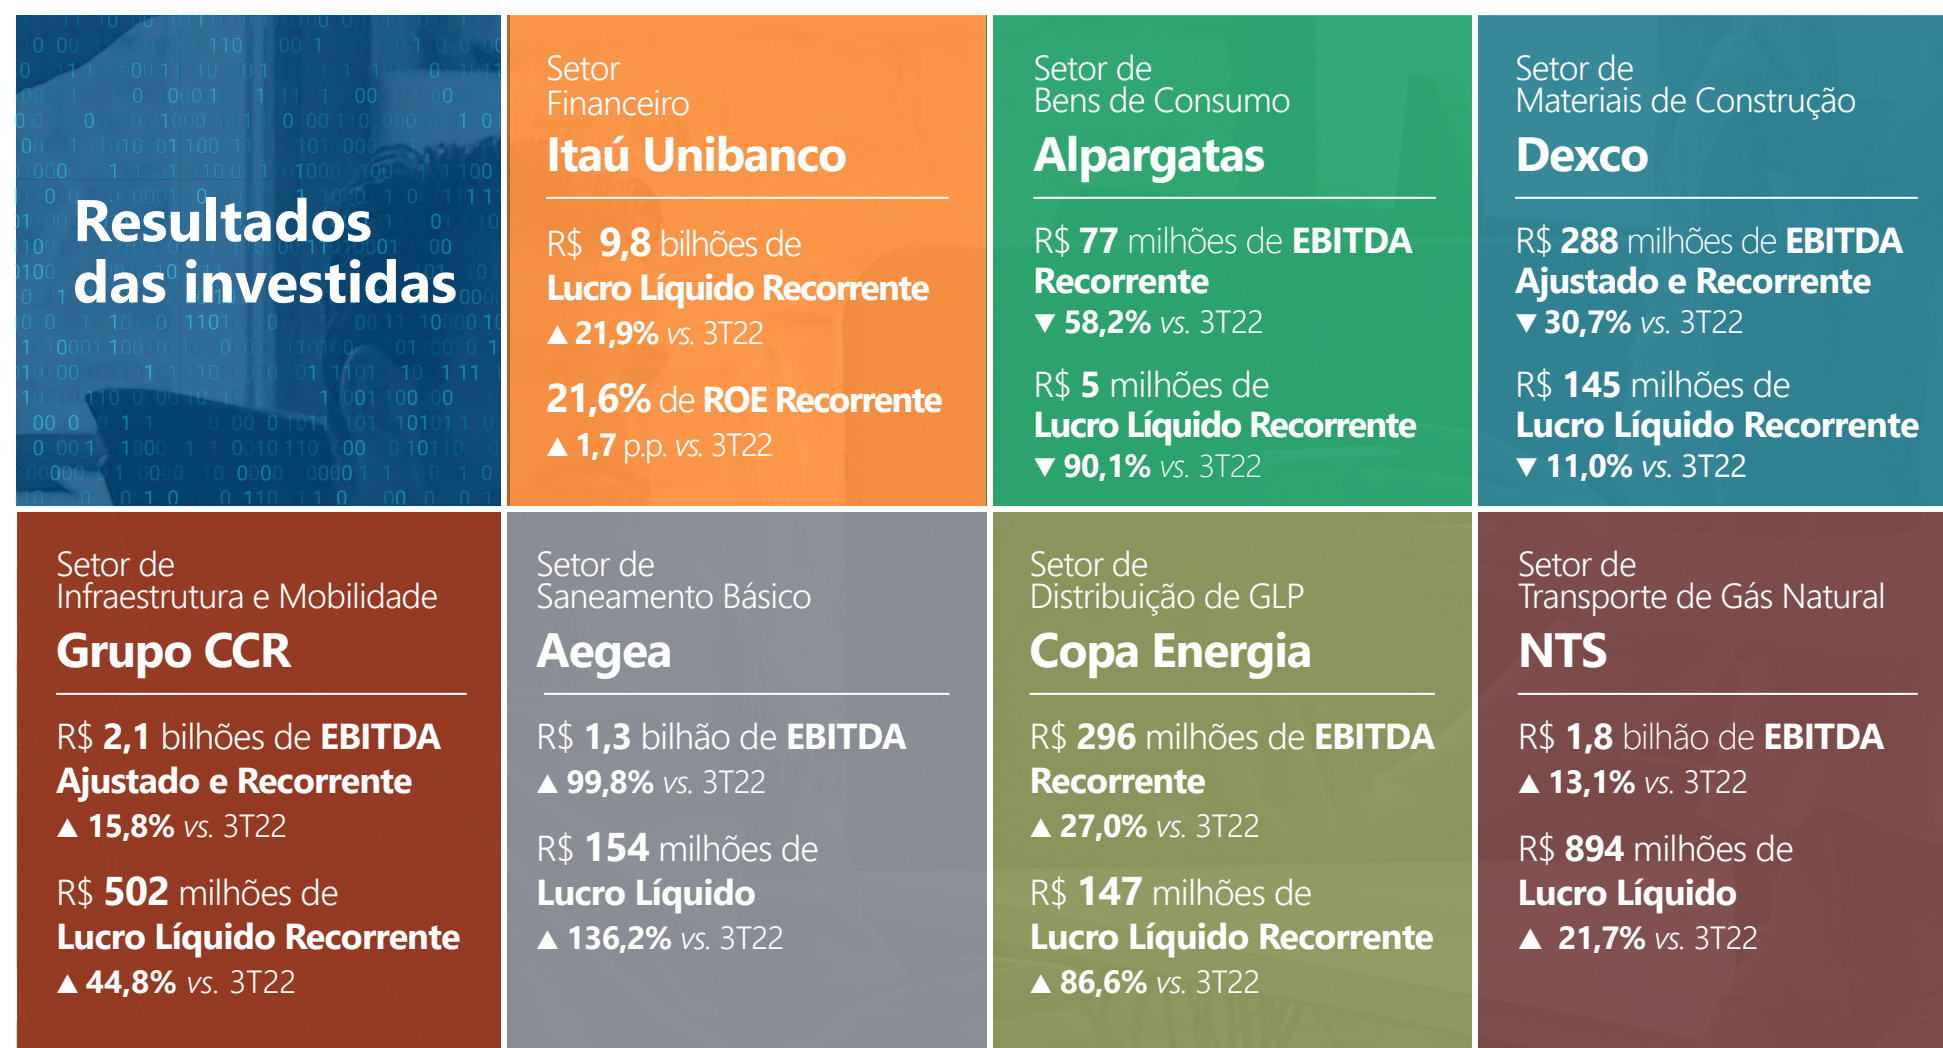 Resultados
das investidas
Setor
Financeiro
Itaú Unibanco
R$ 9,8 bilhões de
Lucro Líquido Recorrente
▲ 21,9% vs. 3T22
21,6% de ROE Recorrente
▲ 1,7 p.p. vs. 3T22
Setor de
Bens de Consumo
Alpargatas
R$ 77 milhões de EBITDA
Recorrente
▼ 58,2% vs. 3T22
R$ 5 milhões de
Lucro Líquido Recorrente
▼ 90,1% vs. 3T22
Setor de
Materiais de Construção
Dexco
R$ 288 milhões de EBITDA
Ajustado e Recorrente
▼ 30,7% vs. 3T22
R$ 145 milhões de
Lucro Líquido Recorrente
▼ 11,0% vs. 3T22
Setor de
Infraestrutura e Mobilidade
Grupo CCR
R$ 2,1 bilhões de EBITDA
Ajustado e Recorrente
▲ 15,8% vs. 3T22
R$ 502 milhões de
Lucro Líquido Recorrente
▲ 44,8% vs. 3T22
Setor de
Saneamento Básico
Aegea
R$ 1,3 bilhão de EBITDA
▲ 99,8% vs. 3T22
R$ 154 milhões de
Lucro Líquido
▲ 136,2% vs. 3T22
Setor de
Distribuição de GLP
Copa Energia
R$ 296 milhões de EBITDA
Recorrente
▲ 27,0% vs. 3T22
R$ 147 milhões de
Lucro Líquido Recorrente
▲ 86,6% vs. 3T22
Setor de
Transporte de Gás Natural
NTS
R$ 1,8 bilhão de EBITDA
▲ 13,1% vs. 3T22
R$ 894 milhões de
Lucro Líquido
▲ 21,7% vs. 3T22